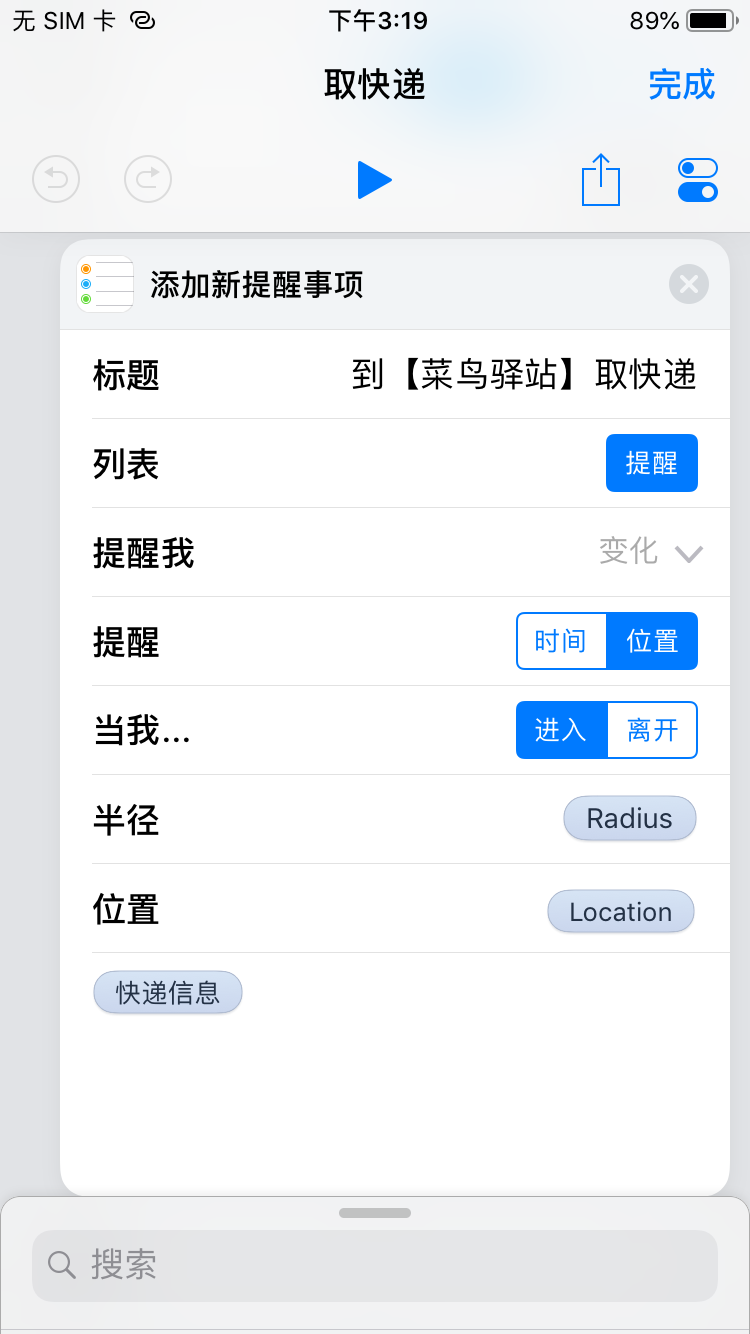 无 SIM 卡 下午3:19 89%
取快递 完成
添加新提醒事项
标题 到【菜鸟驿站】取快递
列表 提醒
提醒我 变化
提醒 时间 位置
当我... 进入 离开
半径 Radius
位置 Location
快递信息
搜索